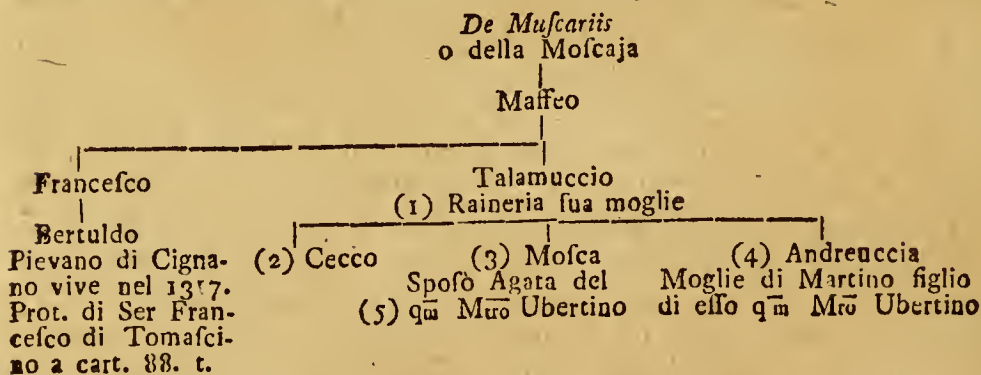 De Muſcariis
o della Moſcaja
Maffeo
Franceſco
Talamuccio
(1) Raineria ſua moglie
Bertuldo
Pievano di Cigna-
no vive nel
Prot. di Ser Fran-
ceſco di Tomaſci-
no a cart. 88. t.
(2) Cecco
(3) Moſca
Spoſò Agata del
(5) qm̄ Mrō Ubertino
(4) Andreuccia
Moglie di Martino figlio
di eſſo qm̄ Mrō Ubertino